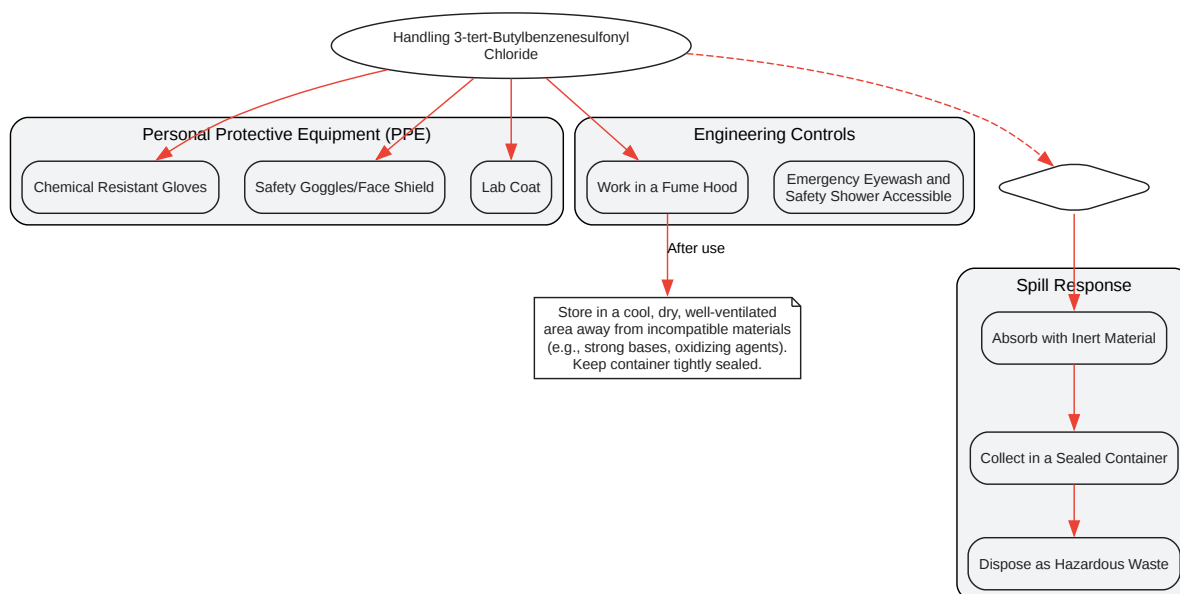 Handling 3-tert-Butylbenzenesulfonyl
Chloride
Personal Protective Equipment (PPE)
Chemical Resistant Gloves
Safety Goggles/Face Shield
Lab Coat
Engineering Controls
Work in a Fume Hood
Emergency Eyewash and
Safety Shower Accessible
After use
Store in a cool, dry, well-ventilated
area away from incompatible materials
(e.g., strong bases, oxidizing agents).
Keep container tightly sealed.
Spill Response
Absorb with Inert Material
Collect in a Sealed Container
Dispose as Hazardous Waste